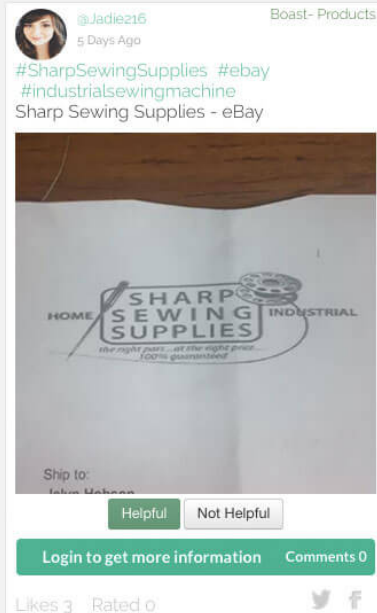 @Jadie216
Boast- Products
5 Days Ago
#SharpSewingSupplies #ebay
#industrialsewingmachine
Sharp Sewing Supplies - eBay
SHARP
HOME SEWING INDUSTRIAL
SUPPLIES
the right part...at the right price...
100% guaranteed
Ship to:
Helpful Not Helpful
Login to get more information Comments 0
Likes 3 Rated 0